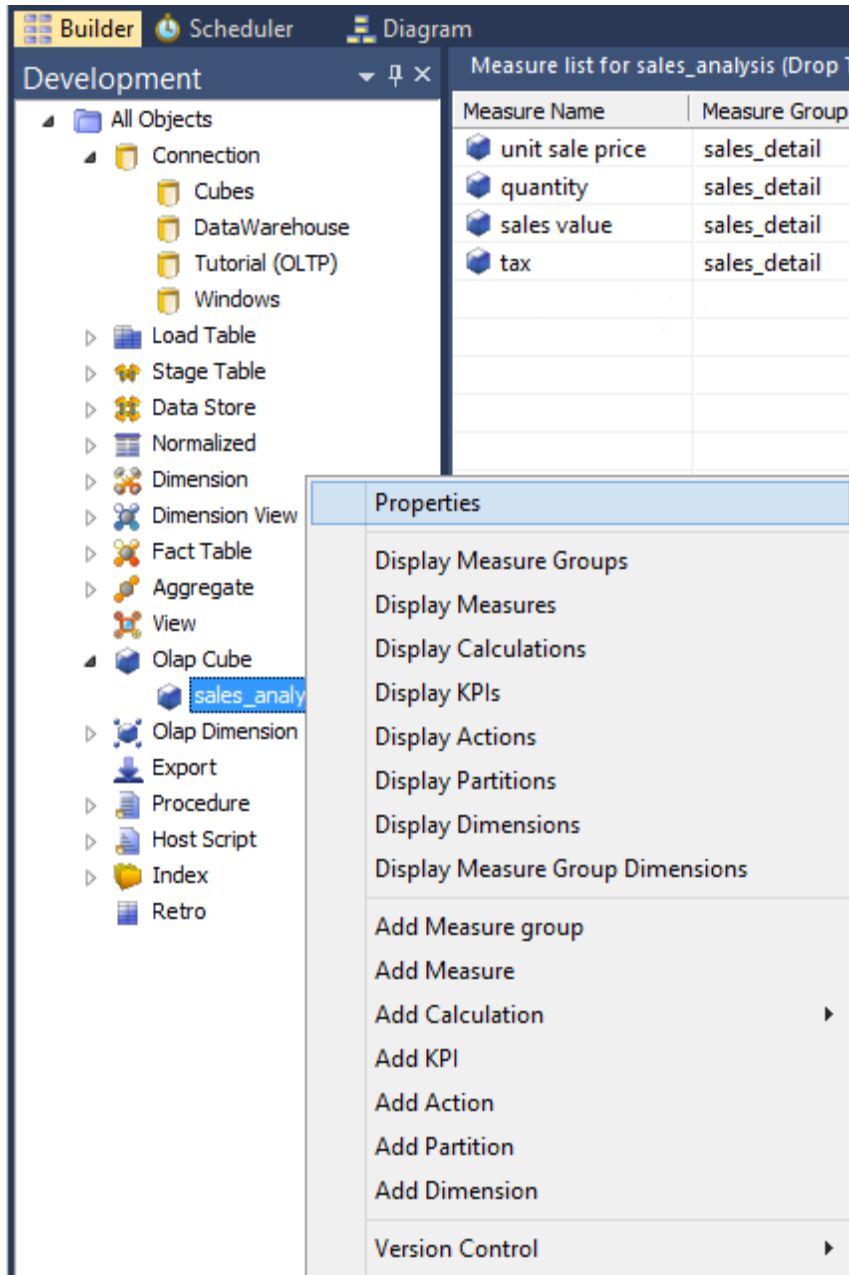 Builder Scheduler Diagram
Development
Measure list for sales_analysis (Drop
Measure Name Measure Group
unit sale price sales_detail
quantity sales_detail
sales value sales_detail
tax sales_detail
All Objects
Connection
Cubes
DataWarehouse
Tutorial (OLTP)
Windows
Load Table
Stage Table
Data Store
Normalized
Dimension
Dimension View
Fact Table
Aggregate
View
Olap Cube
sales_analy
Olap Dimension
Export
Procedure
Host Script
Index
Retro
Properties
Display Measure Groups
Display Measures
Display Calculations
Display KPIs
Display Actions
Display Partitions
Display Dimensions
Display Measure Group Dimensions
Add Measure group
Add Measure
Add Calculation
Add KPI
Add Action
Add Partition
Add Dimension
Version Control